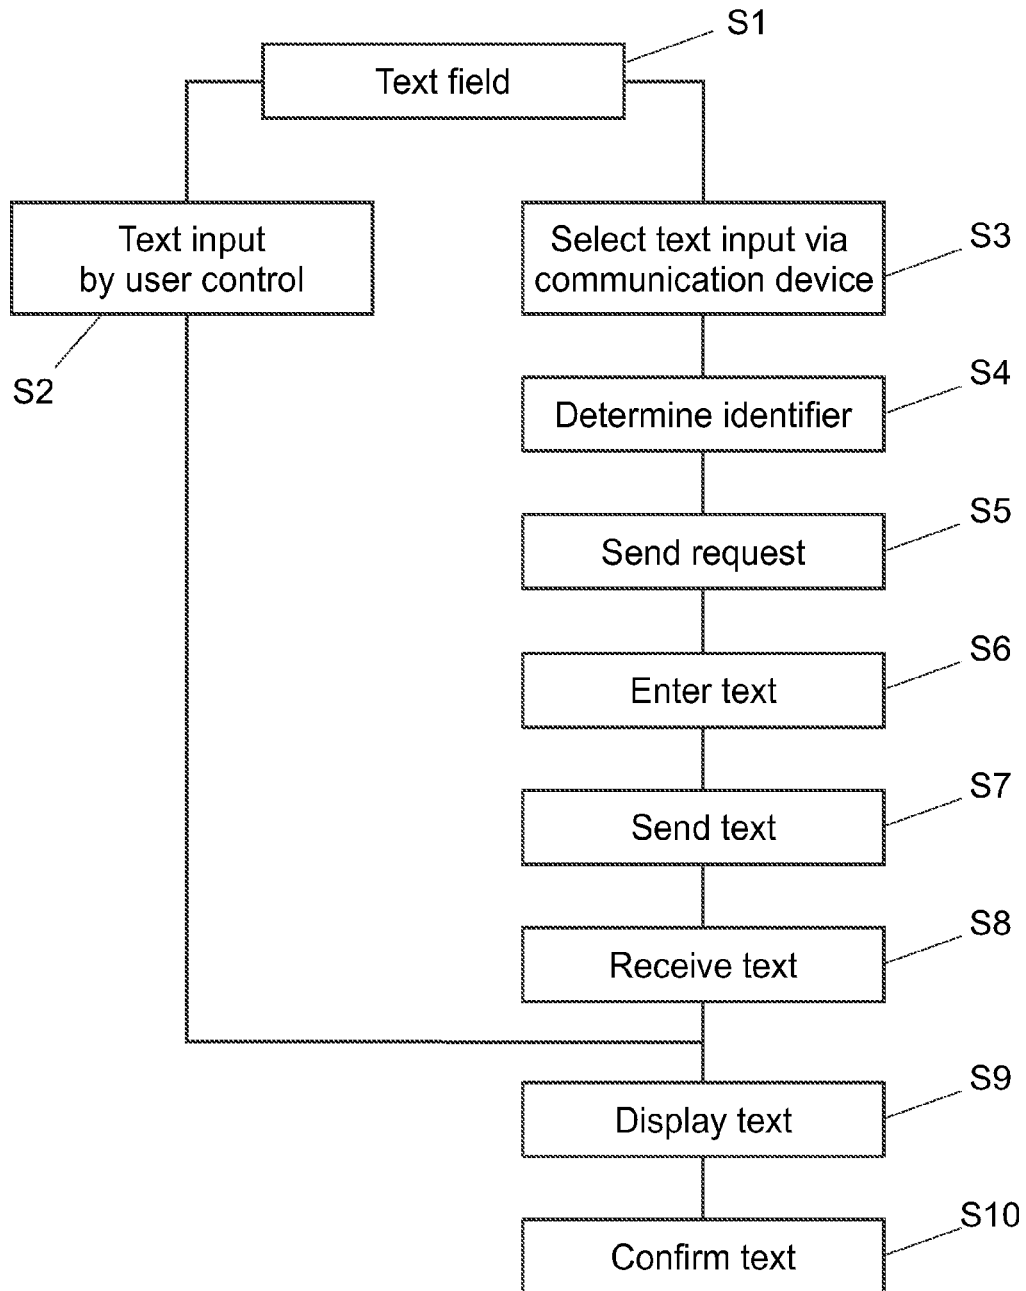 S1
Text field
Text input
by user control
S2
Select text input via
communication device
S3
Determine identifier
S4
Send request
S5
Enter text
S6
Send text
S7
Receive text
S8
Display text
S9
Confirm text
S10